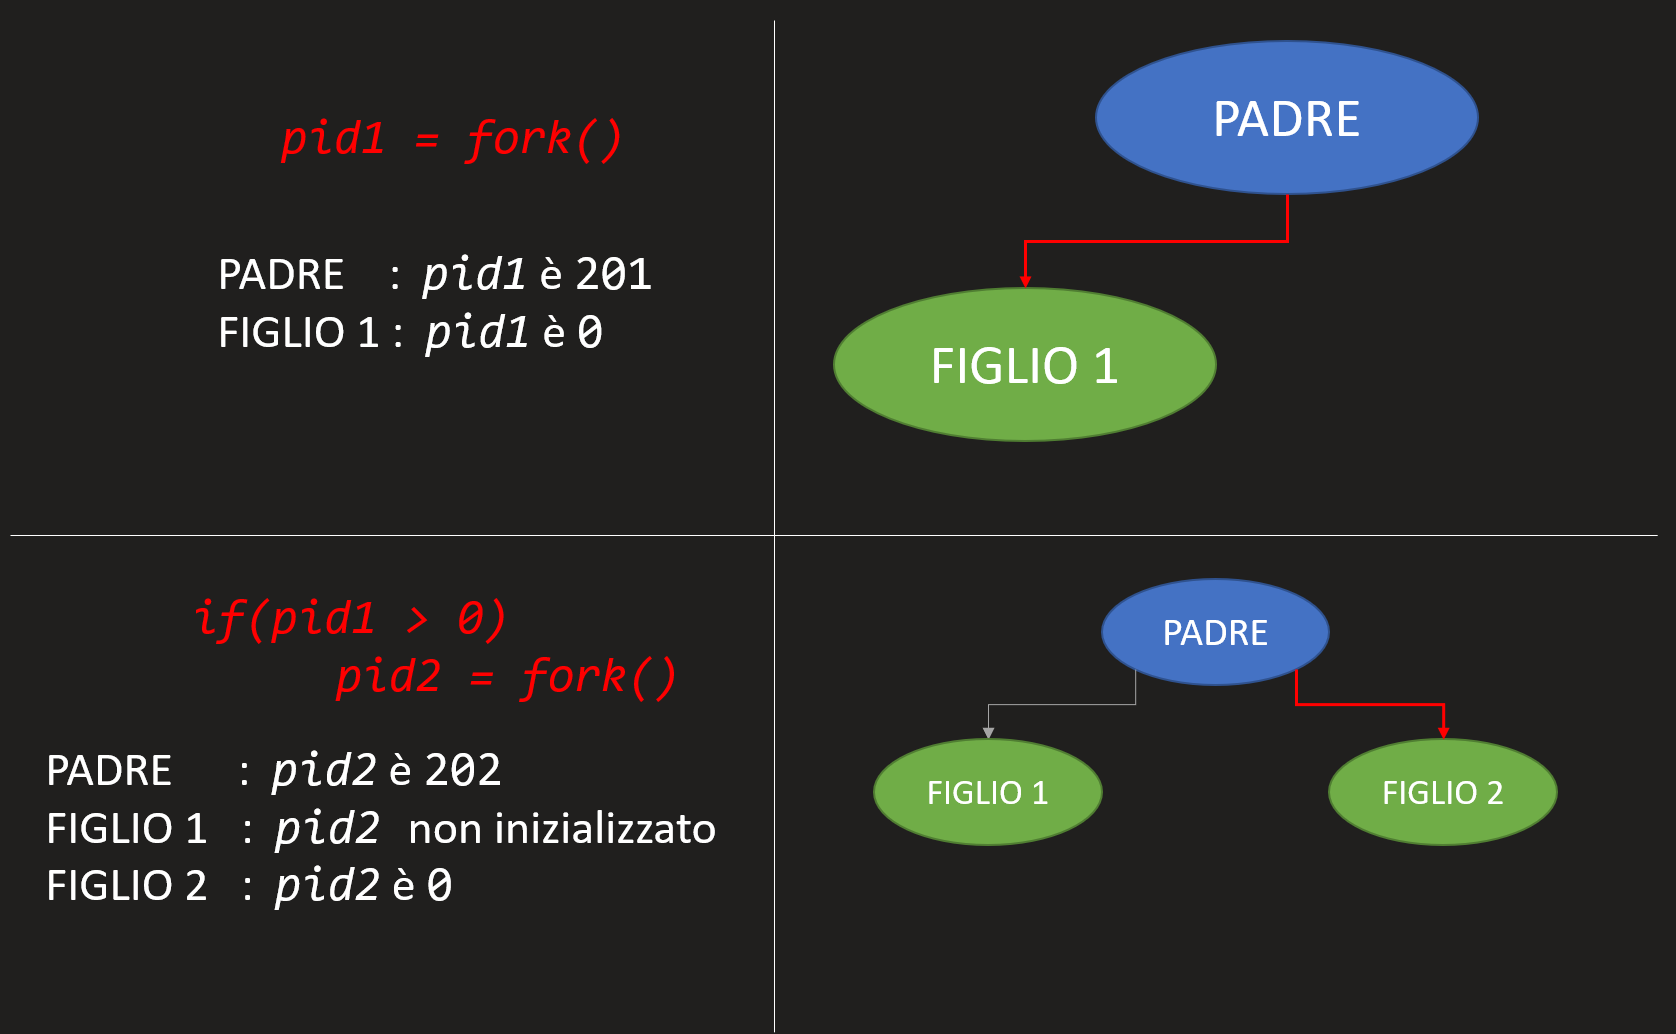 pid1 = fork()
PADRE : pid1 è 201
FIGLIO 1 : pid1 è 0
PADRE
FIGLIO 1
if(pid1 > 0)
pid2 = fork()
PADRE : pid2 è 202
FIGLIO 1 : pid2 non inizializzato
FIGLIO 2 : pid2 è 0
PADRE
FIGLIO 1
FIGLIO 2